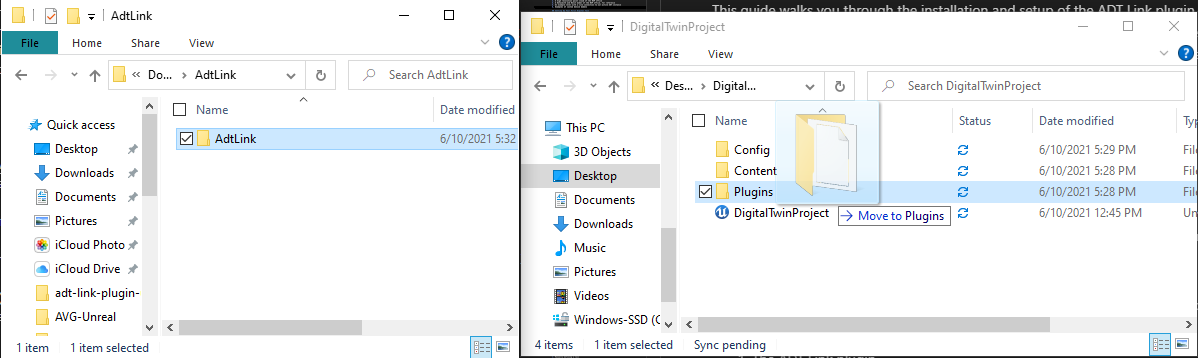 AdtLink
File
Home
Share
View
Do...
AdtLink
Search AdtLink
Name
Date modified
Quick access
Desktop
Downloads
Documents
Pictures
iCloud Photo
iCloud Drive
adt-link-plugin-
AVG-Unreal
AdtLink
6/10/2021 5:32
1 item
1 item selected
This guide walks you through the installation and setup of the ADT Link plugin
DigitalTwinProject
File
Home
Share
View
Des...
Digital...
Search DigitalTwinProject
Name
Status
Date modified
Ty
This PC
3D Objects
Desktop
Documents
Downloads
Music
Pictures
Videos
Windows-SSD (C
Config
6/10/2021 5:29 PM
File
Content
6/10/2021 5:28 PM
File
Plugins
6/10/2021 5:28 PM
File
DigitalTwinProject
6/10/2021 12:45 PM
Un
Move to Plugins
4 items
1 item selected
Sync pending